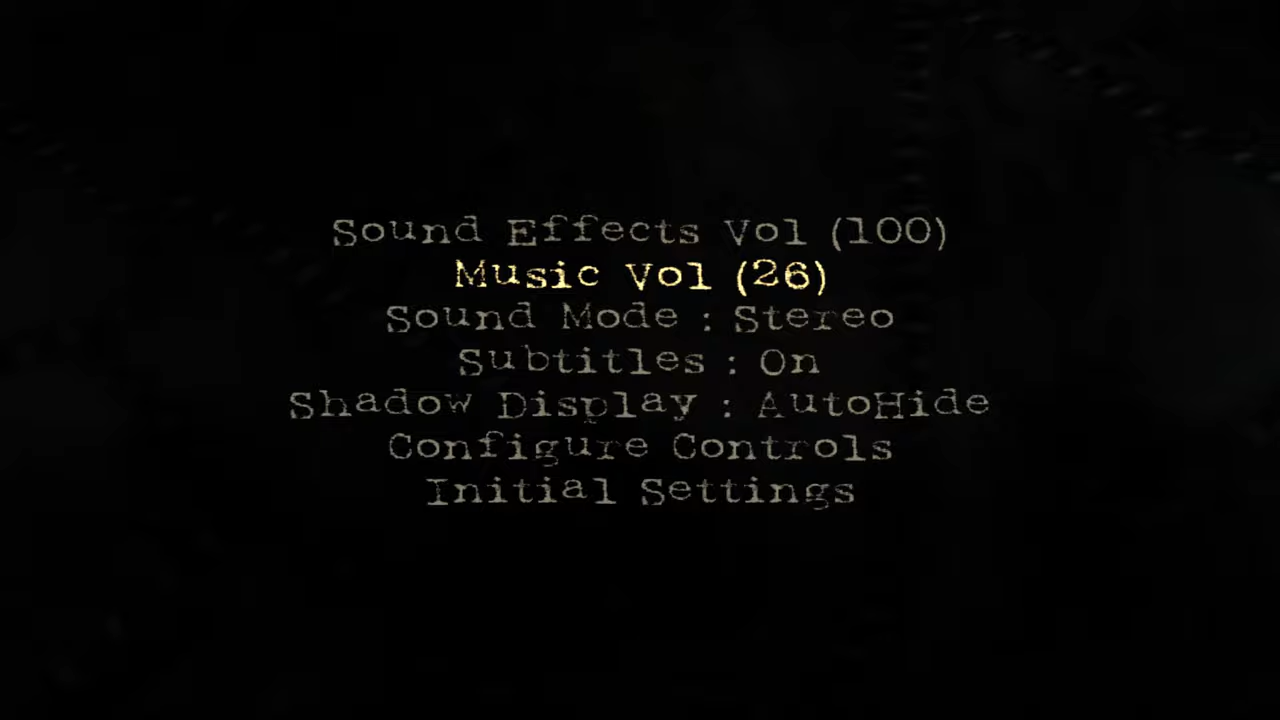 Sound Effects Vol (100)
Music Vol (26)
Sound Mode : Stereo
Subtitles : On
Shadow Display : AutoHide
Configure Controls
Initial Settings